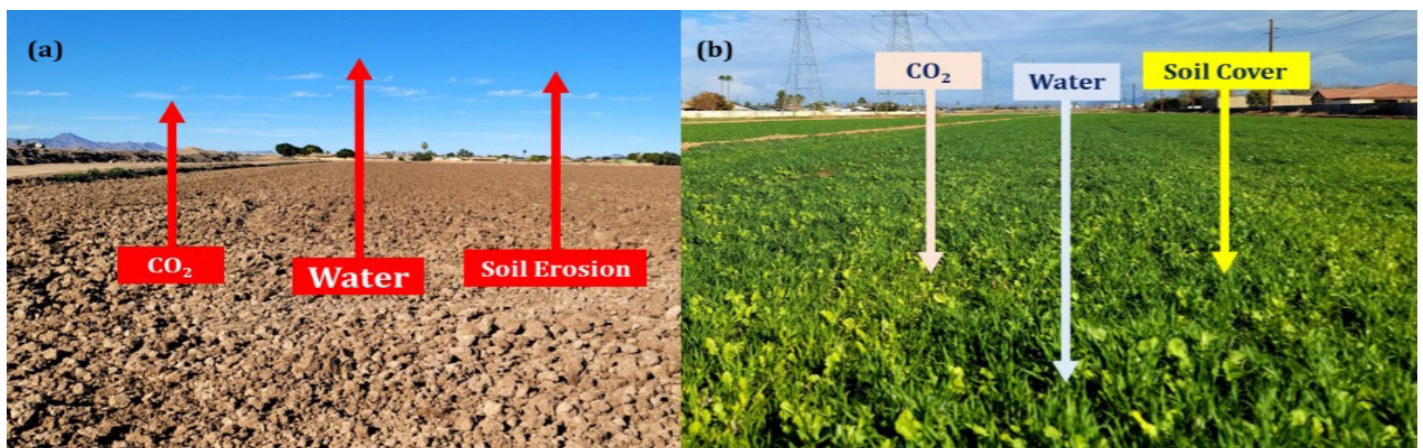 (a)
CO₂
Water
Soil Erosion
(b)
CO₂
Water
Soil Cover